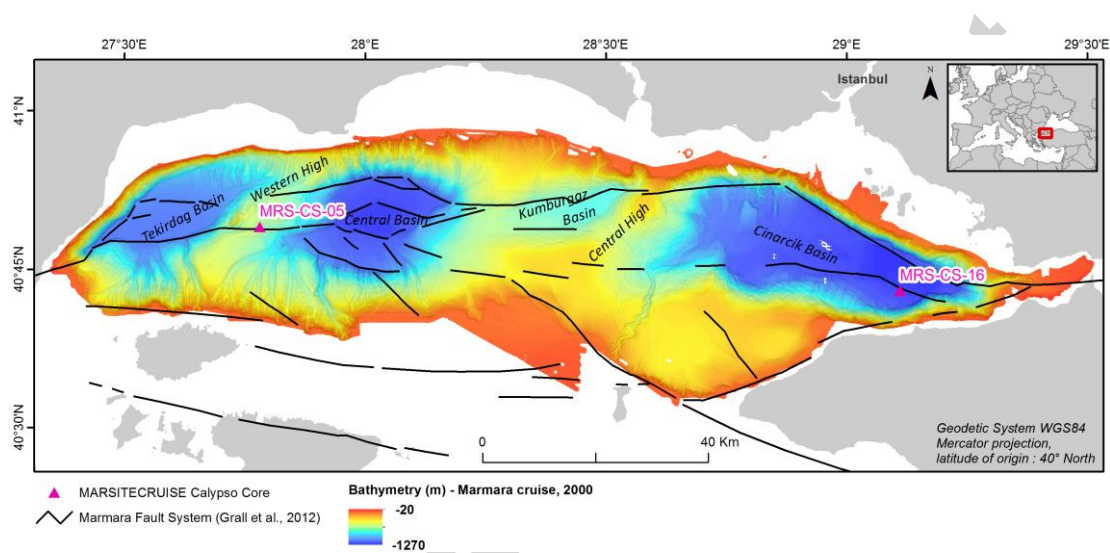 27°30'E 28°E 28°30'E 29°E 29°30'E
Istanbul
N
41°N
Western High
Tekirdag Basin
MRS-CS-05
Central Basin
Kumburgaz
Basin
Central High
Cinarcik Basin
MRS-CS-16
40°45'N
40°30'N
0 40 Km
Geodetic System WGS84
Mercator projection,
latitude of origin : 40° North
MARSITECRUISE Calypso Core
Marmara Fault System (Grall et al., 2012)
Bathymetry (m) - Marmara cruise, 2000
-20
-1270